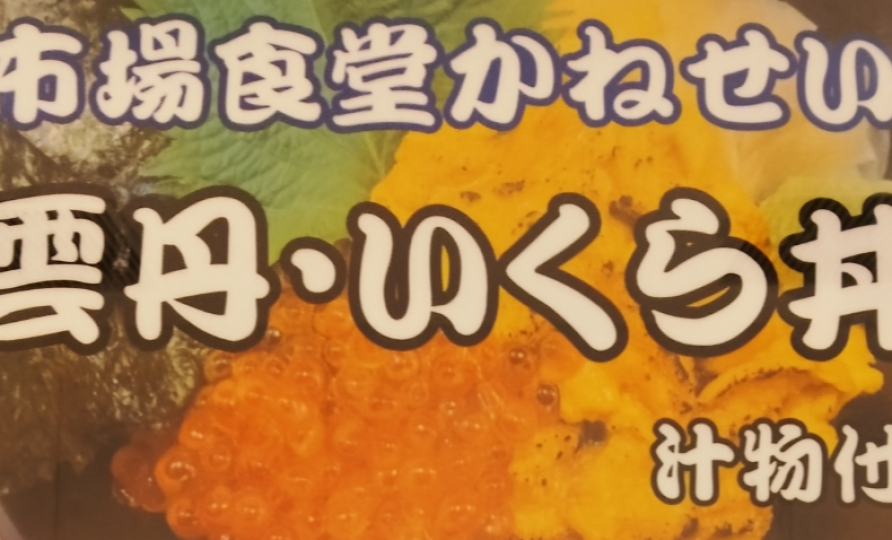 市場食堂かねせい
雲丹・いくら丼
汁物付